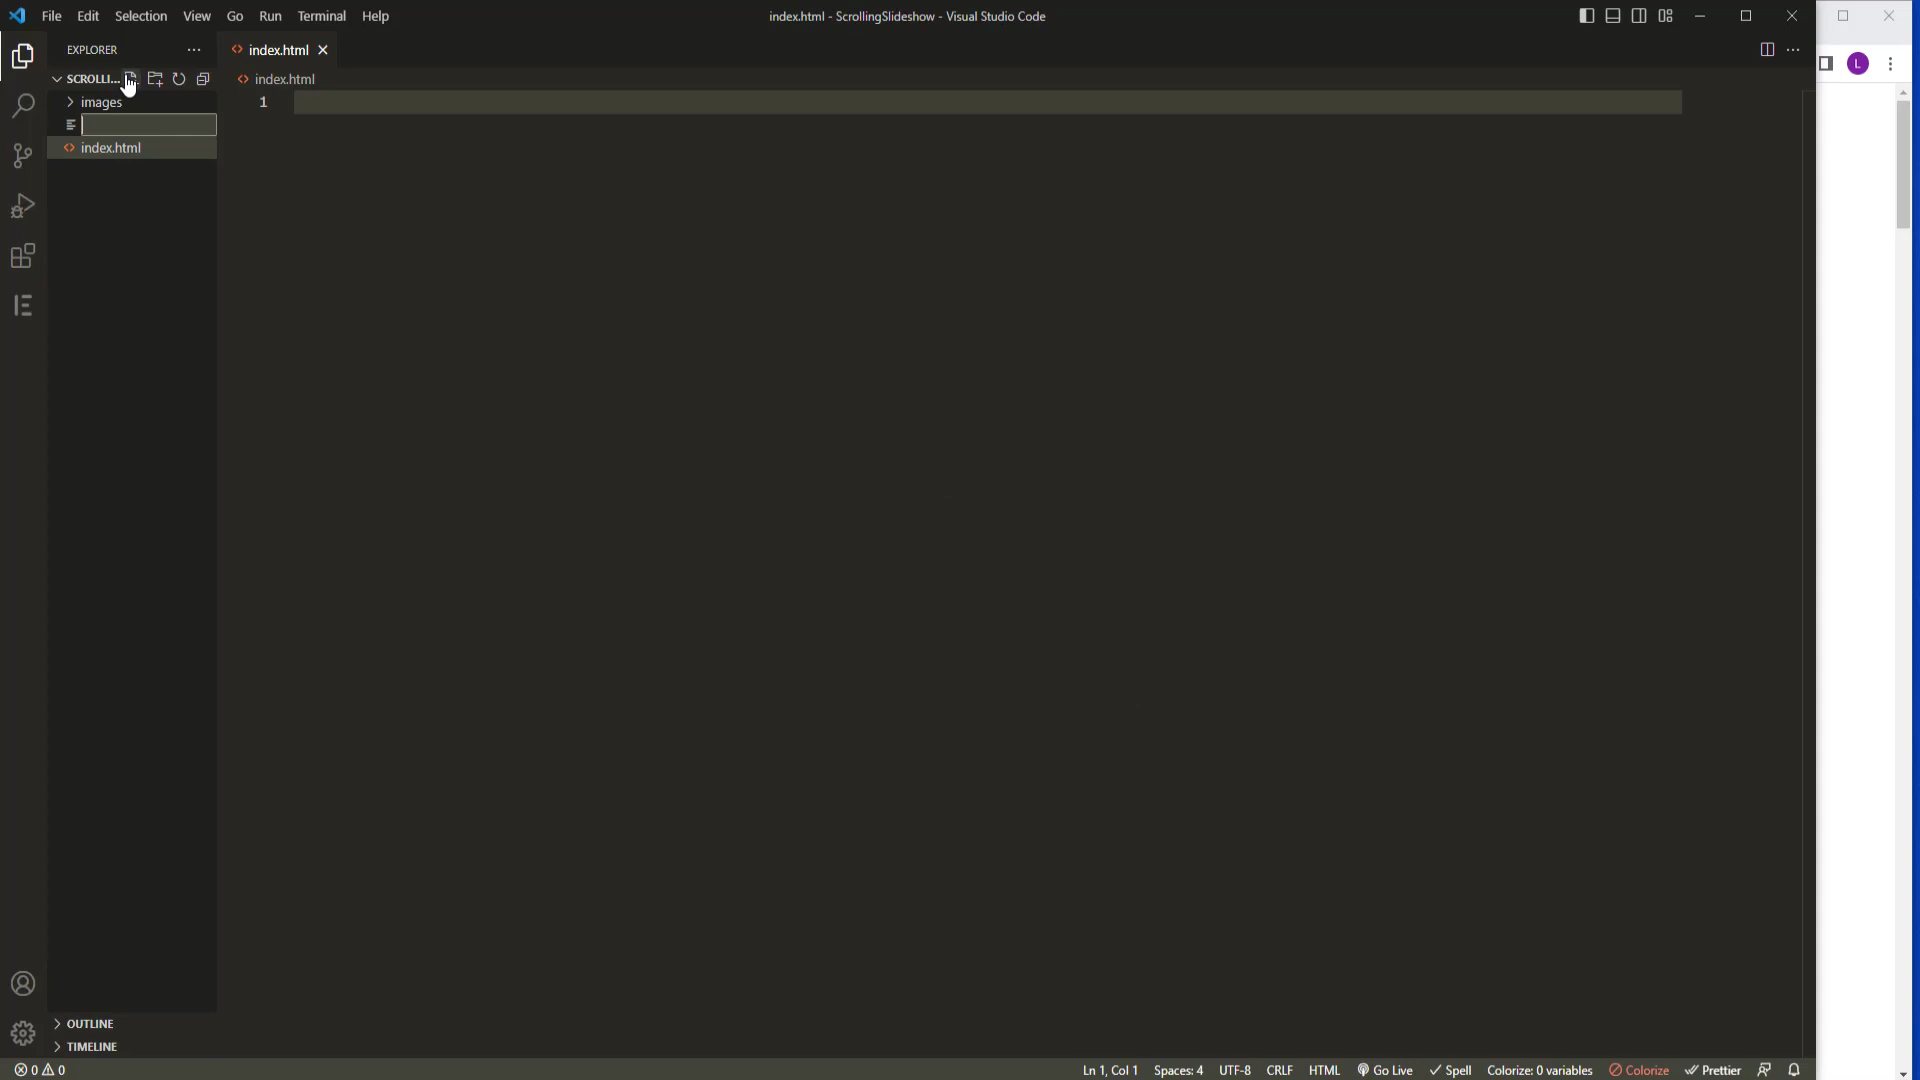 File Edit Selection View Go Run Terminal Help
index.html - ScrollingSlideshow - Visual Studio Code
EXPLORER
index.html
SCROLLI...
index.html
L
images
1
index.html
OUTLINE
TIMELINE
0 0
Ln 1, Col 1 Spaces: 4 UTF-8 CRLF HTML Go Live Spell Colorize: 0 variables Colorize Prettier